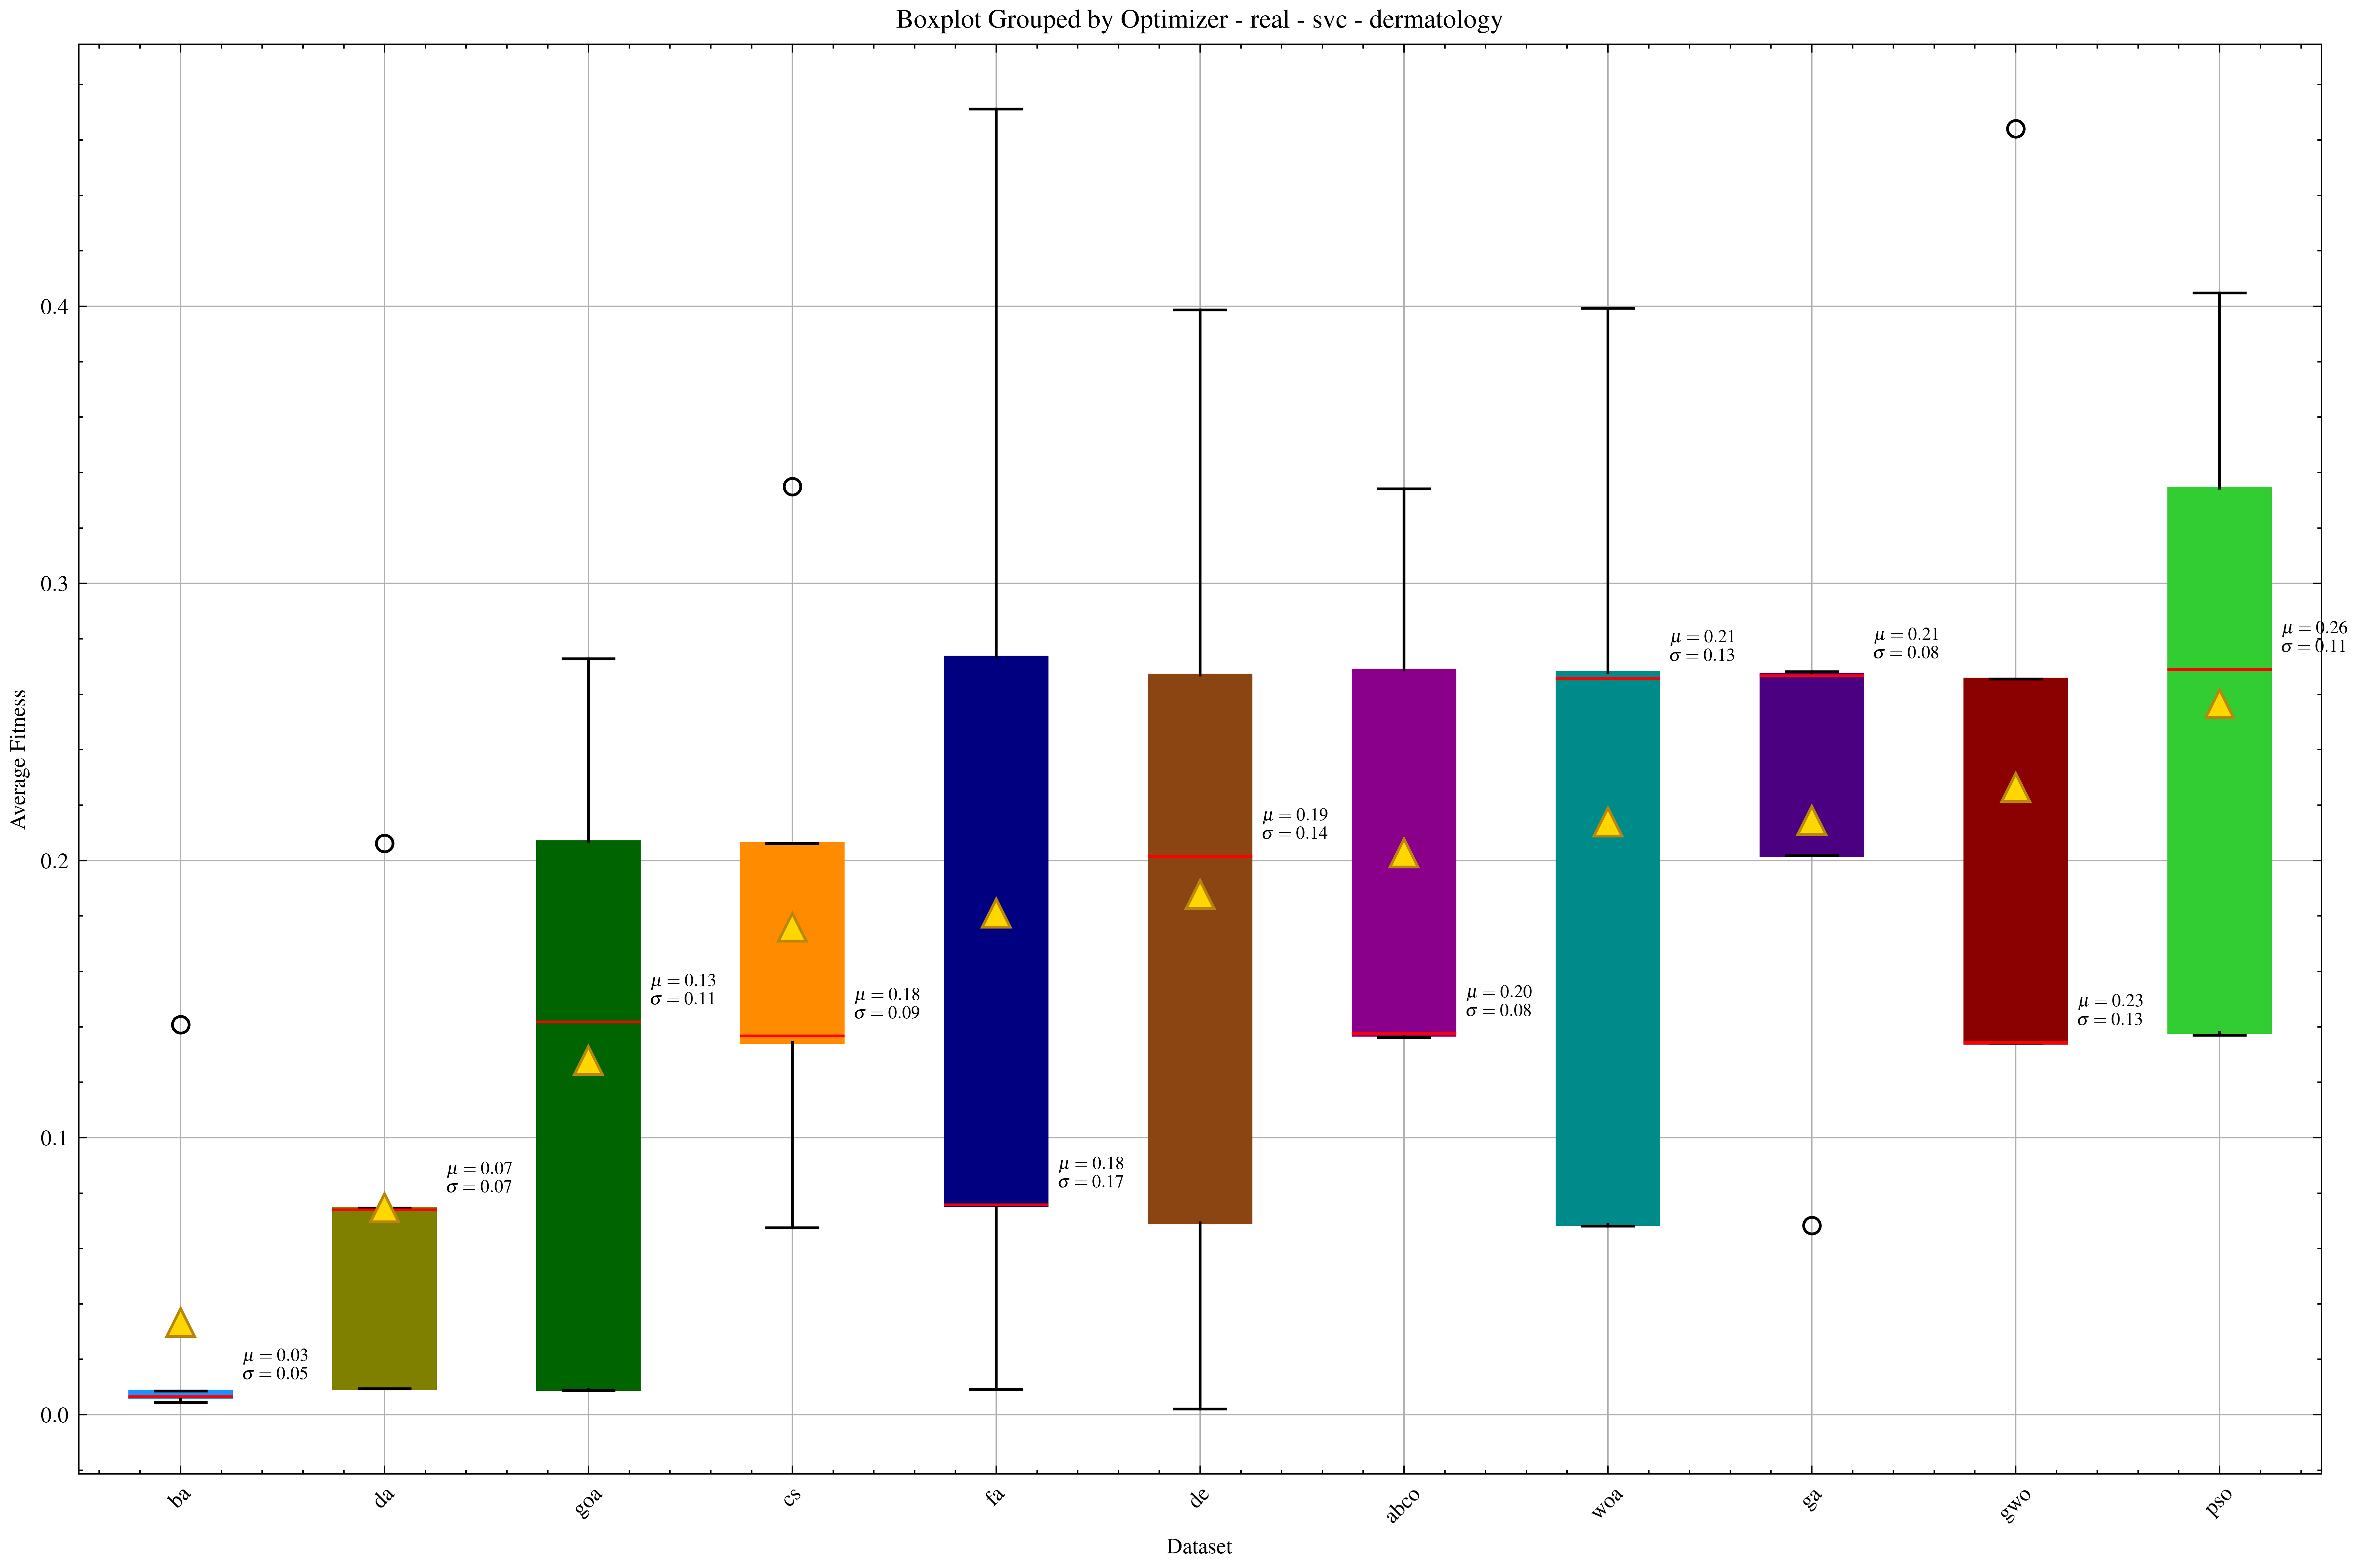 Boxplot Grouped by Optimizer - real - svc - dermatology
Average Fitness
0.4
0.3
0.2
0.1
0.0
μ = 0.03
σ = 0.05
μ = 0.07
σ = 0.07
μ = 0.13
σ = 0.11
μ = 0.18
σ = 0.09
μ = 0.18
σ = 0.17
μ = 0.19
σ = 0.14
μ = 0.20
σ = 0.08
μ = 0.21
σ = 0.13
μ = 0.21
σ = 0.08
μ = 0.23
σ = 0.13
μ = 0.26
σ = 0.11
ba
da
goa
cs
fa
de
abco
woa
ga
gwo
pso
Dataset